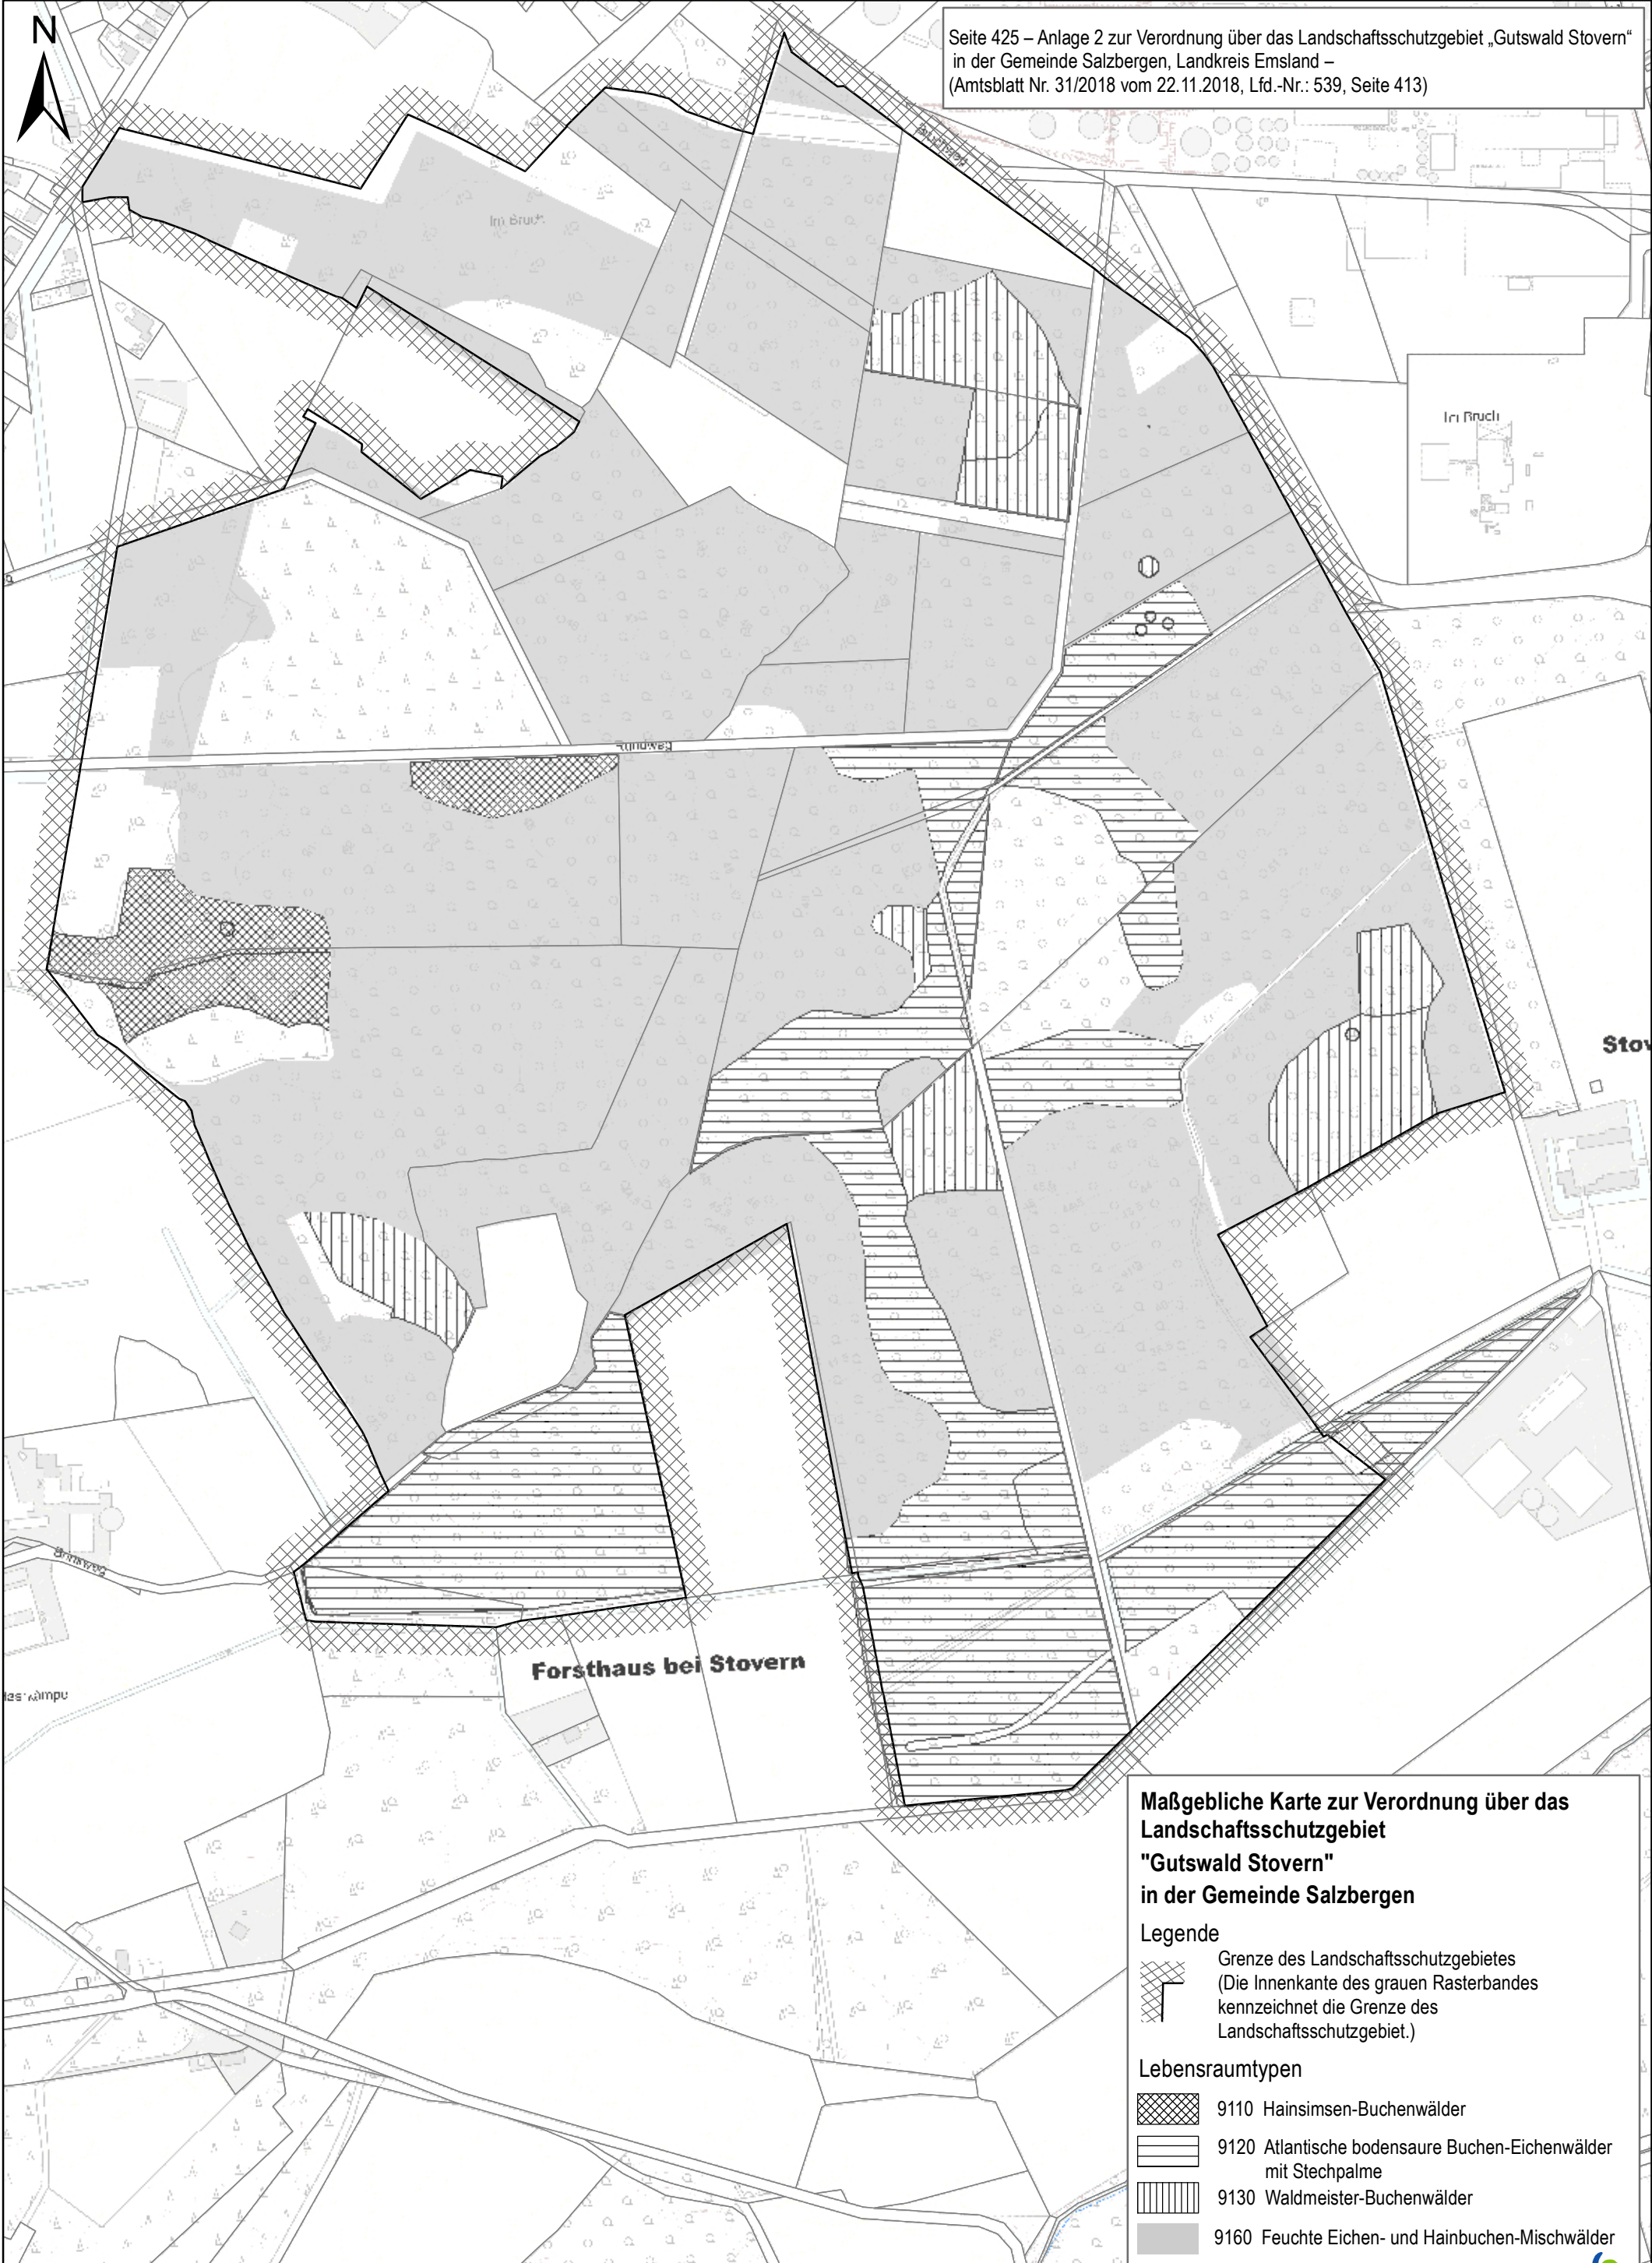 N
Seite 425 – Anlage 2 zur Verordnung über das Landschaftsschutzgebiet „Gutswald Stovern“
in der Gemeinde Salzbergen, Landkreis Emsland –
(Amtsblatt Nr. 31/2018 vom 22.11.2018, Lfd.-Nr.: 539, Seite 413)
Bruchweg
Im Bruch
Im Bruch
Rundweg
Stov
Brinkweg
Forsthaus bei Stovern
Maßgebliche Karte zur Verordnung über das
Landschaftsschutzgebiet
"Gutswald Stovern"
in der Gemeinde Salzbergen
Legende
Grenze des Landschaftsschutzgebietes
(Die Innenkante des grauen Rasterbandes
kennzeichnet die Grenze des
Landschaftsschutzgebiet.)
Lebensraumtypen
9110 Hainsimsen-Buchenwälder
9120 Atlantische bodensaure Buchen-Eichenwälder
mit Stechpalme
9130 Waldmeister-Buchenwälder
9160 Feuchte Eichen- und Hainbuchen-Mischwälder